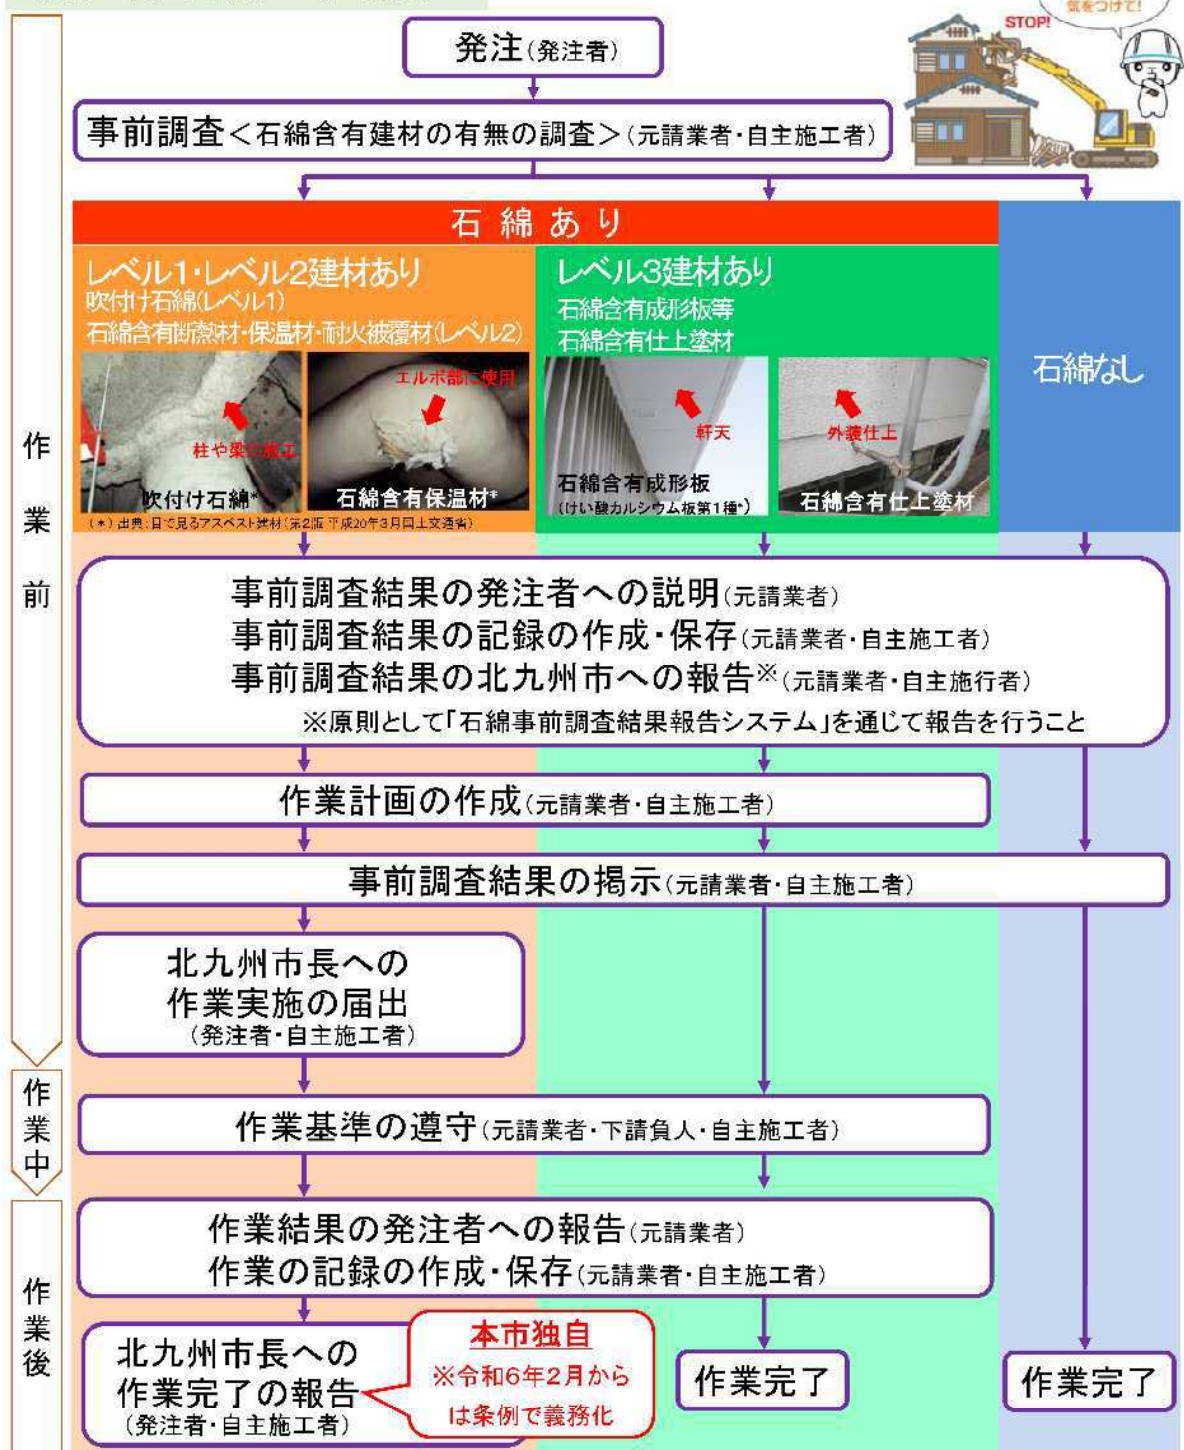 気をつけて!
STOP!
発注(発注者)
事前調査<石綿含有建材の有無の調査>(元請業者・自主施工者)
石綿あり
レベル1・レベル2建材あり
吹付け石綿(レベル1)
石綿含有断熱材・保温材・耐火被覆材(レベル2)
柱や梁に施工
吹付け石綿*
エルボ部に使用
石綿含有保温材*
(*)出典:目で見るアスベスト建材(第2版 平成20年3月国土交通省)
レベル3建材あり
石綿含有成形板等
石綿含有仕上塗材
軒天
石綿含有成形板
(けい酸カルシウム板第1種*)
外装仕上
石綿含有仕上塗材
石綿なし
作業前
事前調査結果の発注者への説明(元請業者)
事前調査結果の記録の作成・保存(元請業者・自主施工者)
事前調査結果の北九州市への報告※(元請業者・自主施行者)
※原則として「石綿事前調査結果報告システム」を通じて報告を行うこと
作業計画の作成(元請業者・自主施工者)
事前調査結果の掲示(元請業者・自主施工者)
北九州市長への
作業実施の届出
(発注者・自主施工者)
作業中
作業基準の遵守(元請業者・下請負人・自主施工者)
作業後
作業結果の発注者への報告(元請業者)
作業の記録の作成・保存(元請業者・自主施工者)
北九州市長への
作業完了の報告
(発注者・自主施工者)
本市独自
※令和6年2月から
は条例で義務化
作業完了
作業完了